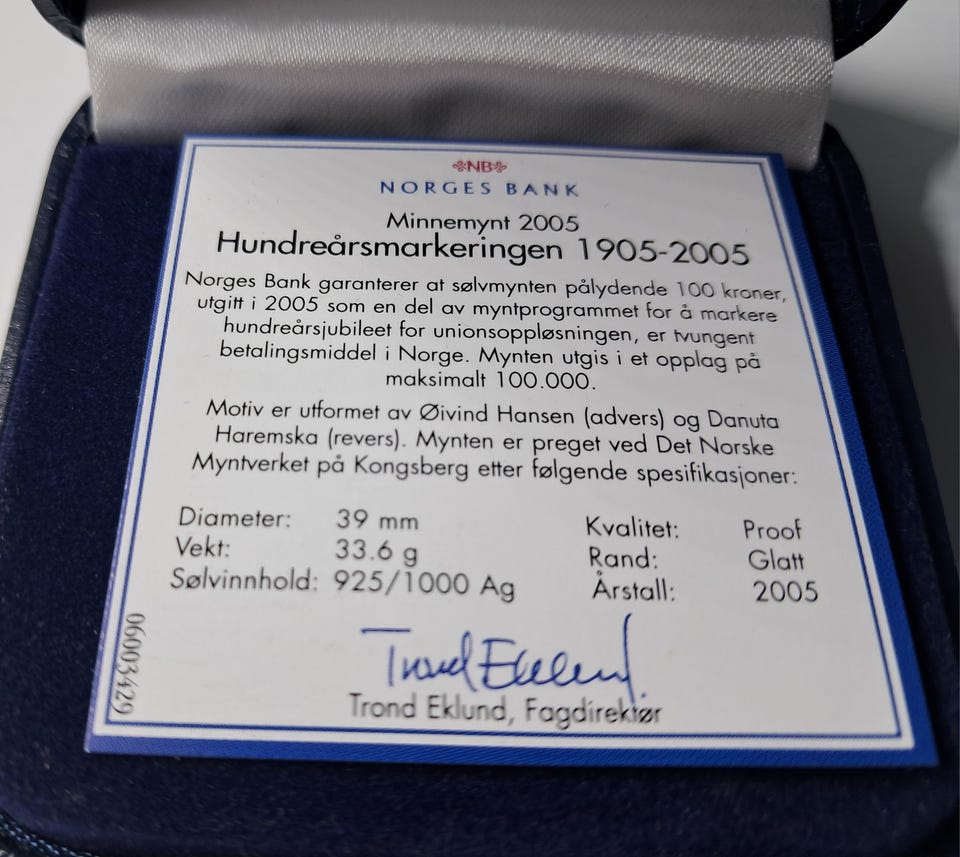 NB
NORGES BANK
Minnemynt 2005
Hundreårsmarkeringen 1905-2005
Norges Bank garanterer at sølvmynten pålydende 100 kroner,
utgitt i 2005 som en del av myntprogrammet for å markere
hundreårsjubileet for unionsoppløsningen, er tvungent
betalingsmiddel i Norge. Mynten utgis i et opplag på
maksimalt 100.000.
Motiv er utformet av Øivind Hansen (advers) og Danuta
Haremska (revers). Mynten er preget ved Det Norske
Myntverket på Kongsberg etter følgende spesifikasjoner:
Diameter: 39 mm Kvalitet: Proof
Vekt: 33.6 g Rand: Glatt
Sølvinnhold: 925/1000 Ag Årstall: 2005
06003429
Trond Eklund
Trond Eklund, Fagdirektør